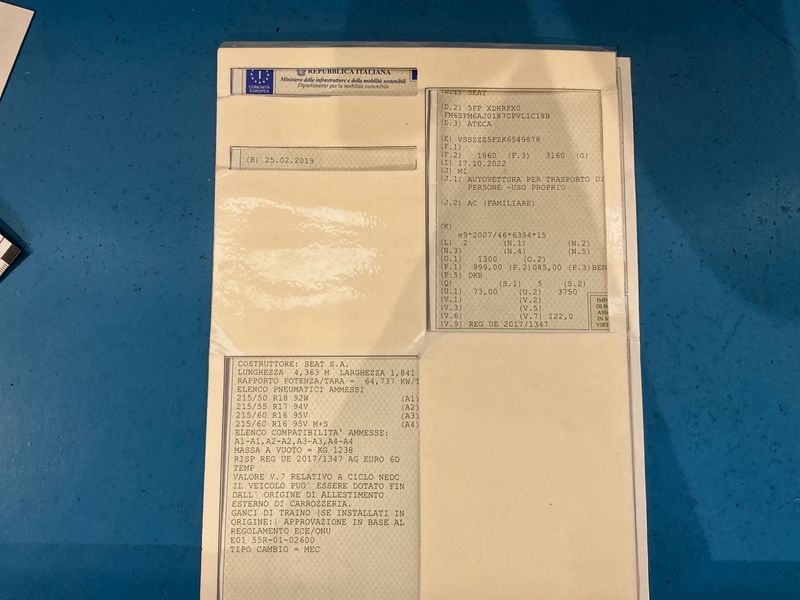 REPUBBLICA ITALIANA
Ministero delle infrastrutture e della mobilità sostenibili
Dipartimento per la mobilità sostenibile
I
COMUNITÀ
EUROPEA
(B) 25.02.2019
(D.1) SEAT
(D.2) 5FP XDKRFX0
FM6SFM6AJ0187CPVL1C18B
(D.3) ATECA
(E) VSSZZZ5FZK6549878
(F.1)
(F.2) 1860 (F.3) 3160 (G)
(I) 17.10.2022
(J) M1
(J.1) AUTOVETTURA PER TRASPORTO DI
PERSONE -USO PROPRIO
(J.2) AC (FAMILIARE)
(K)
e9*2007/46*6394*15
(L) 2 (N.1) (N.2)
(N.3) (N.4) (N.5)
(O.1) 1300 (O.2)
(P.1) 999,00 (P.2)085,00 (P.3)BEN
(P.5) DKR
(Q) (S.1) 5 (S.2)
(U.1) 73,00 (U.2) 3750
(V.1) (V.2)
(V.3) (V.5)
(V.6) (V.7) 122,0
(V.9) REG UE 2017/1347
DI B
ASS
IN M
VIRT
COSTRUTTORE: SEAT S.A.
LUNGHEZZA 4,363 M LARGHEZZA 1,841
RAPPORTO POTENZA/TARA = 64,737 KW/T
ELENCO PNEUMATICI AMMESSI
215/50 R18 92W (A1)
215/55 R17 94V (A2)
215/60 R16 95V (A3)
215/60 R16 95V M+S (A4)
ELENCO COMPATIBILITA' AMMESSE:
A1-A1,A2-A2,A3-A3,A4-A4
MASSA A VUOTO = KG 1238
RISP REG UE 2017/1347 AG EURO 6D
TEMP
VALORE V.7 RELATIVO A CICLO NEDC
IL VEICOLO PUO` ESSERE DOTATO FIN
DALL` ORIGINE DI ALLESTIMENTO
ESTERNO DI CARROZZERIA.
GANCI DI TRAINO (SE INSTALLATI IN
ORIGINE:) APPROVAZIONE IN BASE AL
REGOLAMENTO ECE/ONU
E01 55R-01-02600
TIPO CAMBIO = MEC